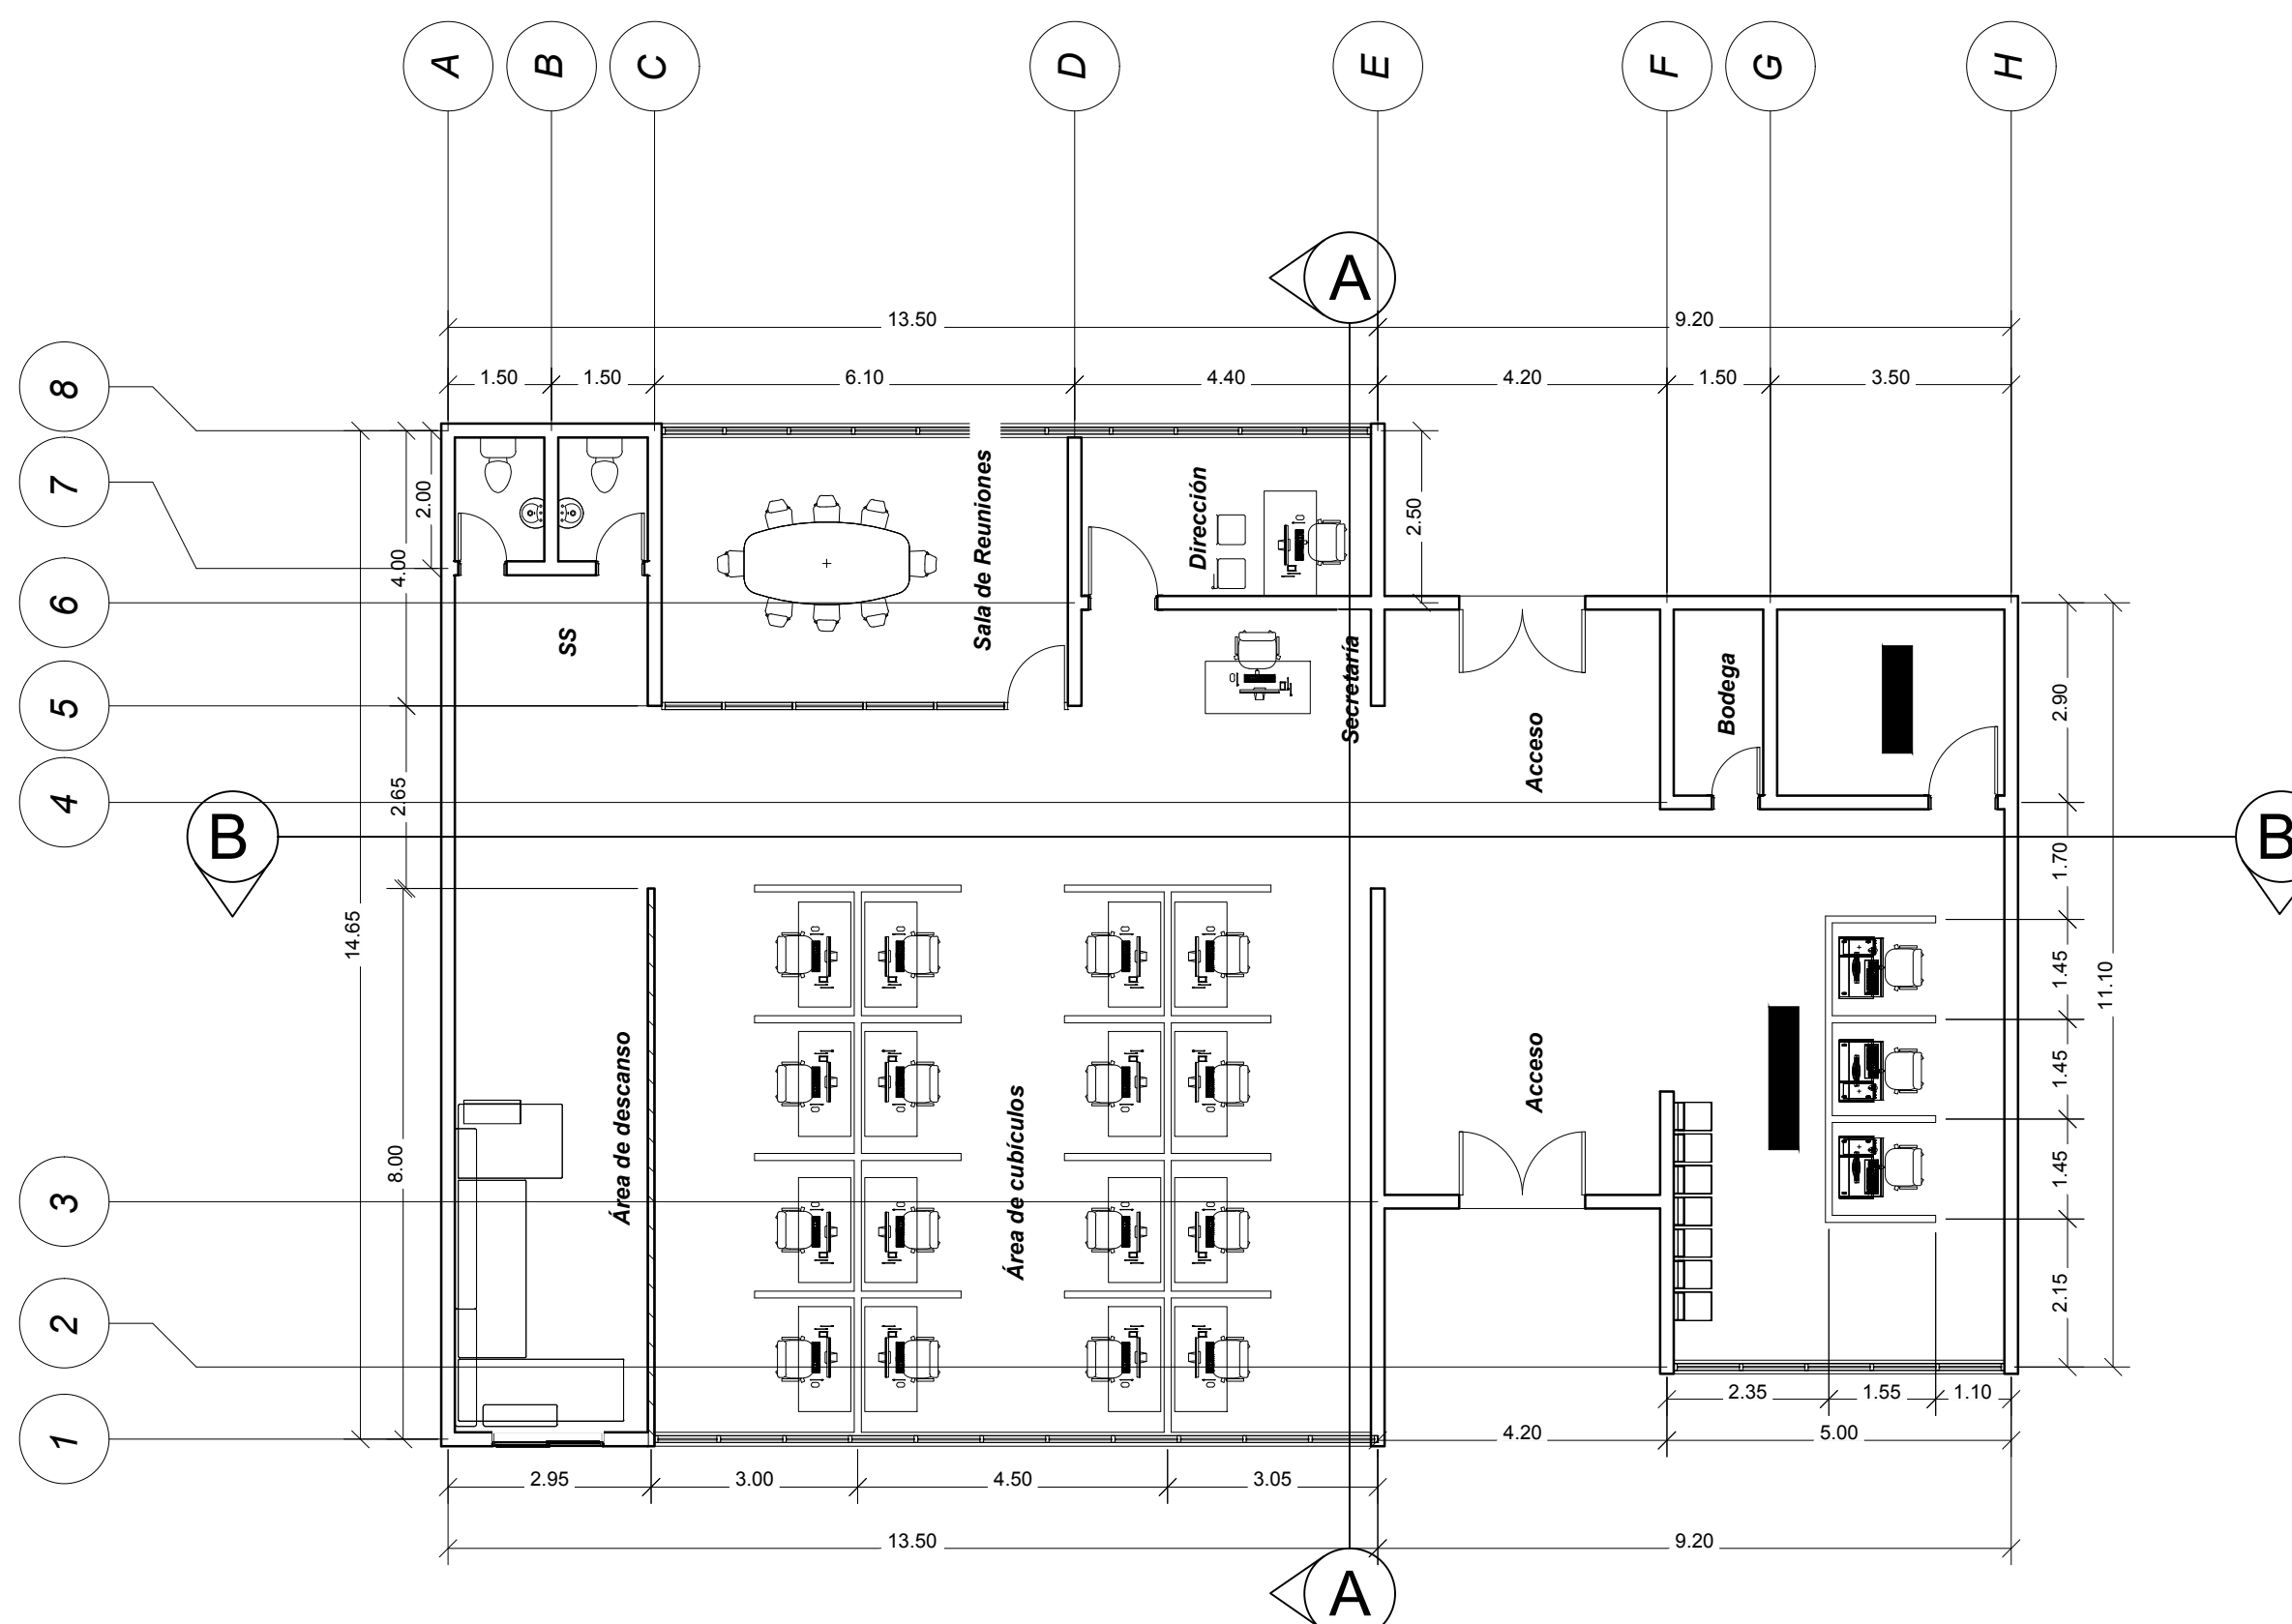 A B C D E F G H
A
13.50 9.20
1.50 1.50 6.10 4.40 4.20 1.50 3.50
8
7
6
5
4
3
2
1
2.00
4.00
2.65
14.65
8.00
2.50
SS
Sala de Reuniones
Dirección
Secretaría
Acceso
Bodega
B
B
Área de descanso
Área de cubículos
Acceso
2.90
1.70
1.45
1.45
1.45
2.15
11.10
2.35 1.55 1.10
4.20 5.00
2.95 3.00 4.50 3.05
13.50 9.20
A